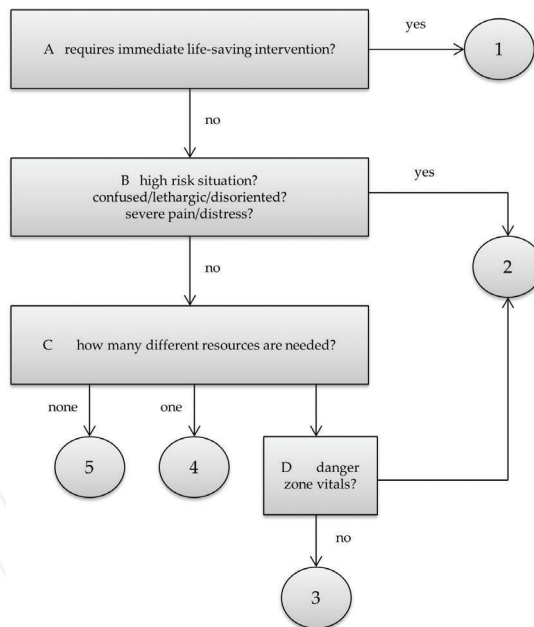 A requires immediate life-saving intervention?
yes
1
no
B high risk situation?
confused/lethargic/disoriented?
severe pain/distress?
yes
2
no
C how many different resources are needed?
none
one
5
4
D danger
zone vitals?
no
3